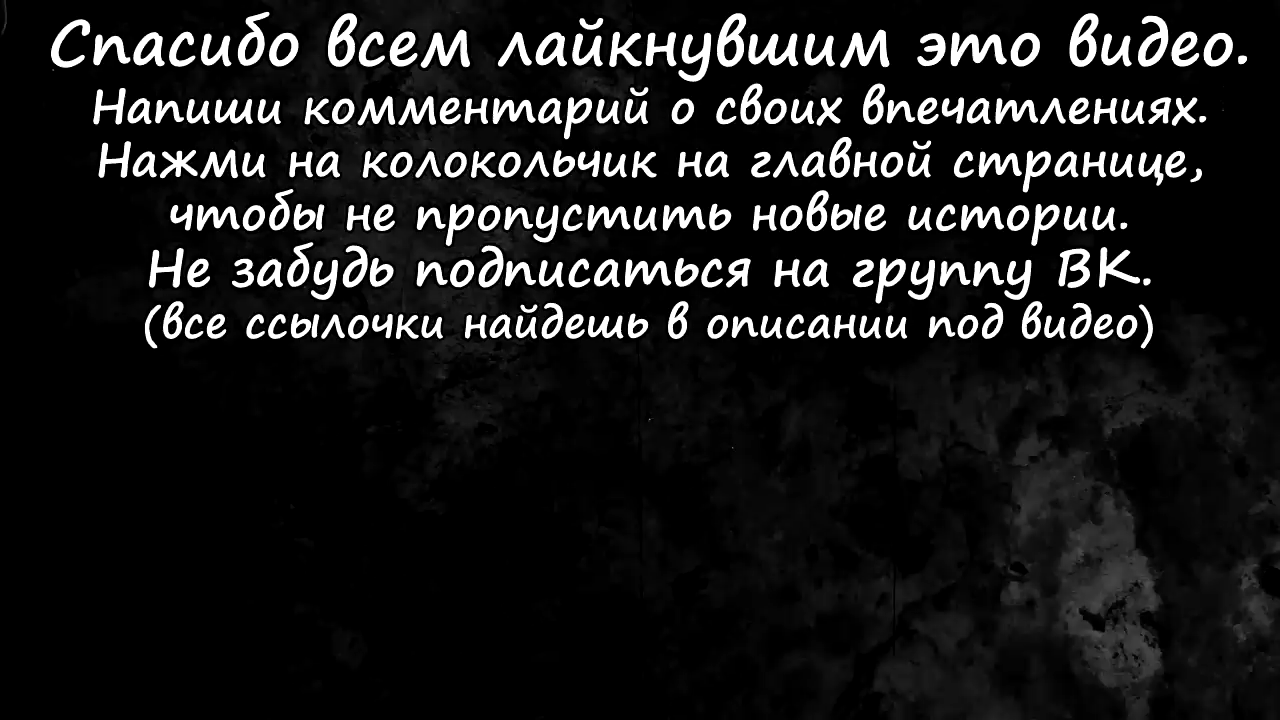 Спасибо всем лайкнувшим это видео.
Напиши комментарий о своих впечатлениях.
Нажми на колокольчик на главной странице,
чтобы не пропустить новые истории.
Не забудь подписаться на группу ВК.
(все ссылочки найдешь в описании под видео)